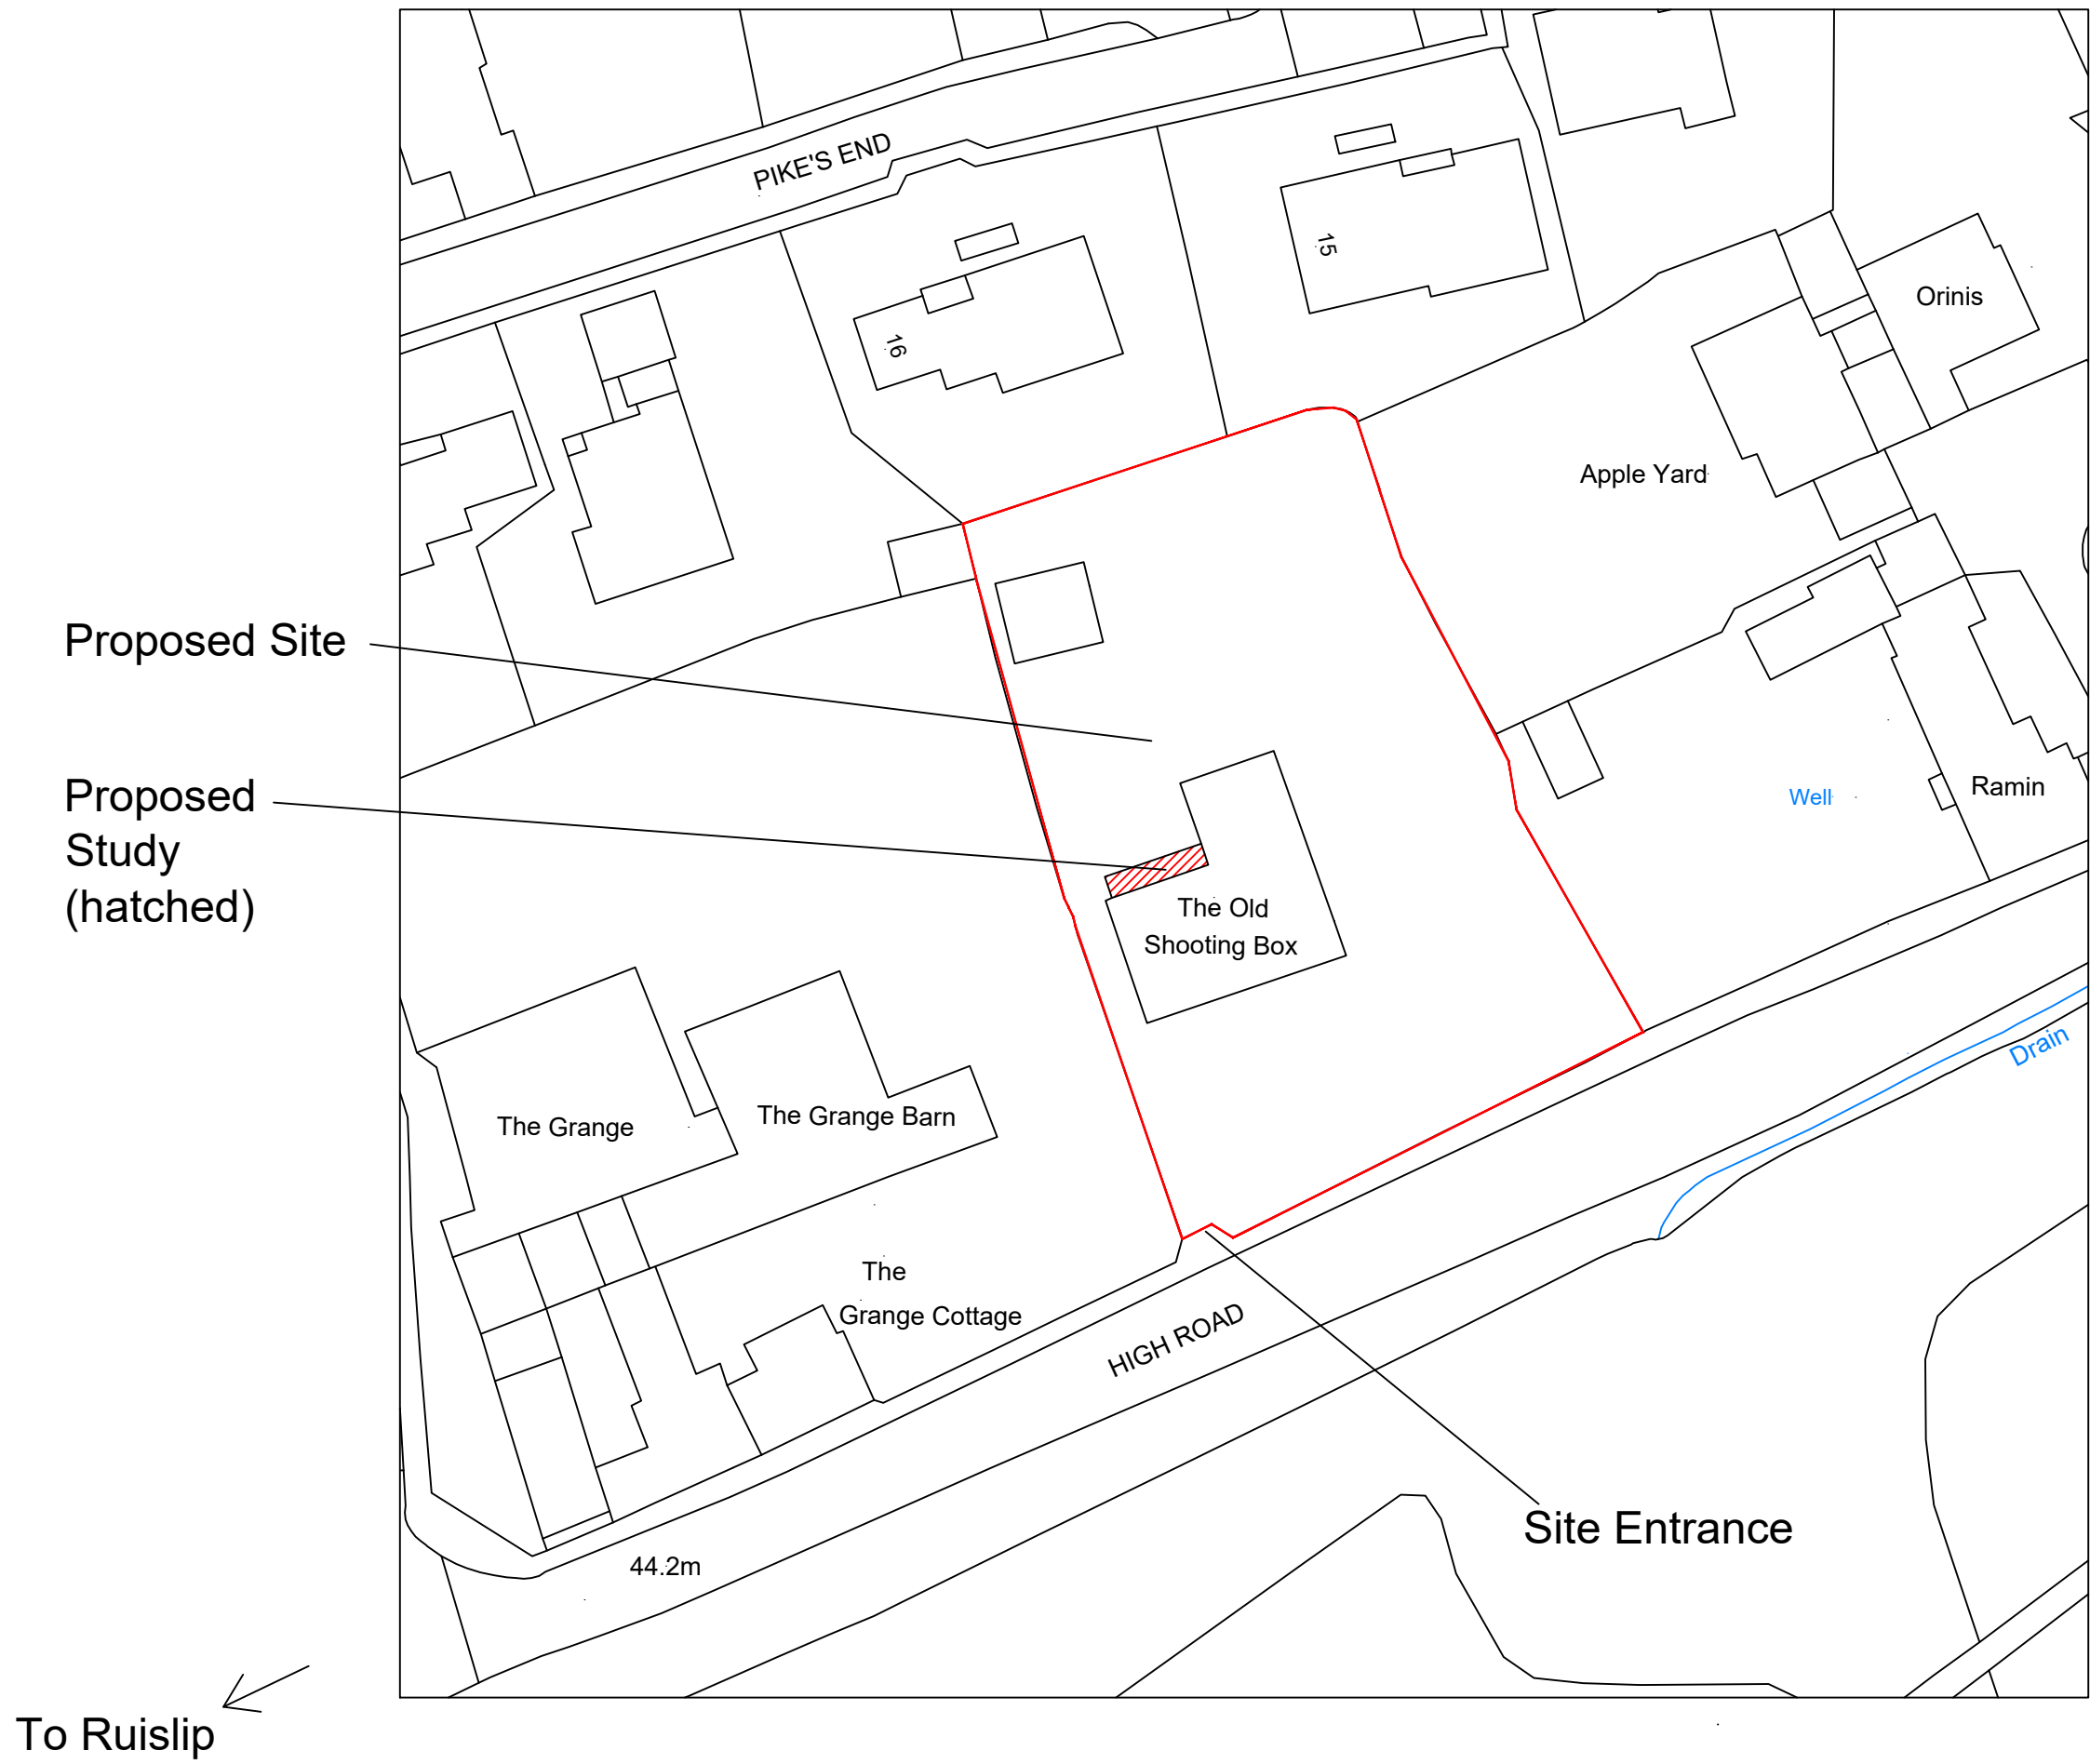 PIKE'S END
15
16
Orinis
Apple Yard
Proposed Site
Proposed
Study
(hatched)
Well
Ramin
The Old
Shooting Box
Drain
The Grange
The Grange Barn
The
Grange Cottage
HIGH ROAD
Site Entrance
44.2m
To Ruislip